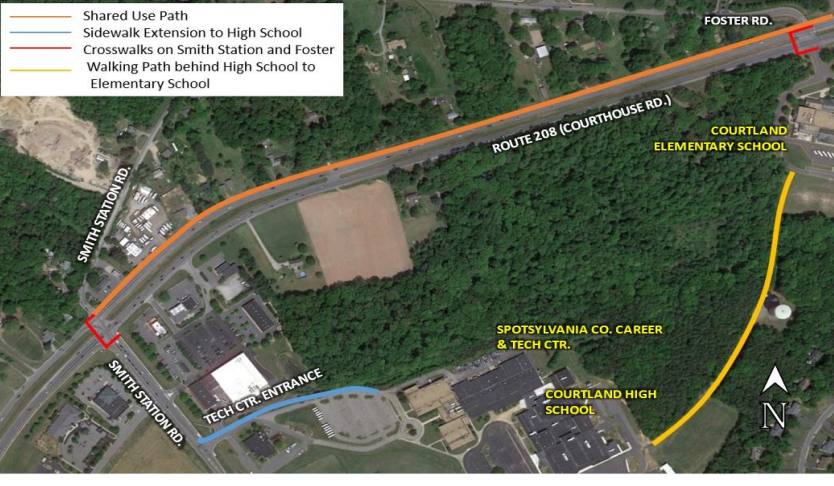 Shared Use Path
Sidewalk Extension to High School
Crosswalks on Smith Station and Foster
Walking Path behind High School to
Elementary School
FOSTER RD.
ROUTE 208 (COURTHOUSE RD.)
COURTLAND
ELEMENTARY SCHOOL
SMITH STATION RD.
SPOTSYLVANIA CO. CAREER
& TECH CTR.
SMITH STATION RD.
TECH CTR. ENTRANCE
COURTLAND HIGH
SCHOOL
N